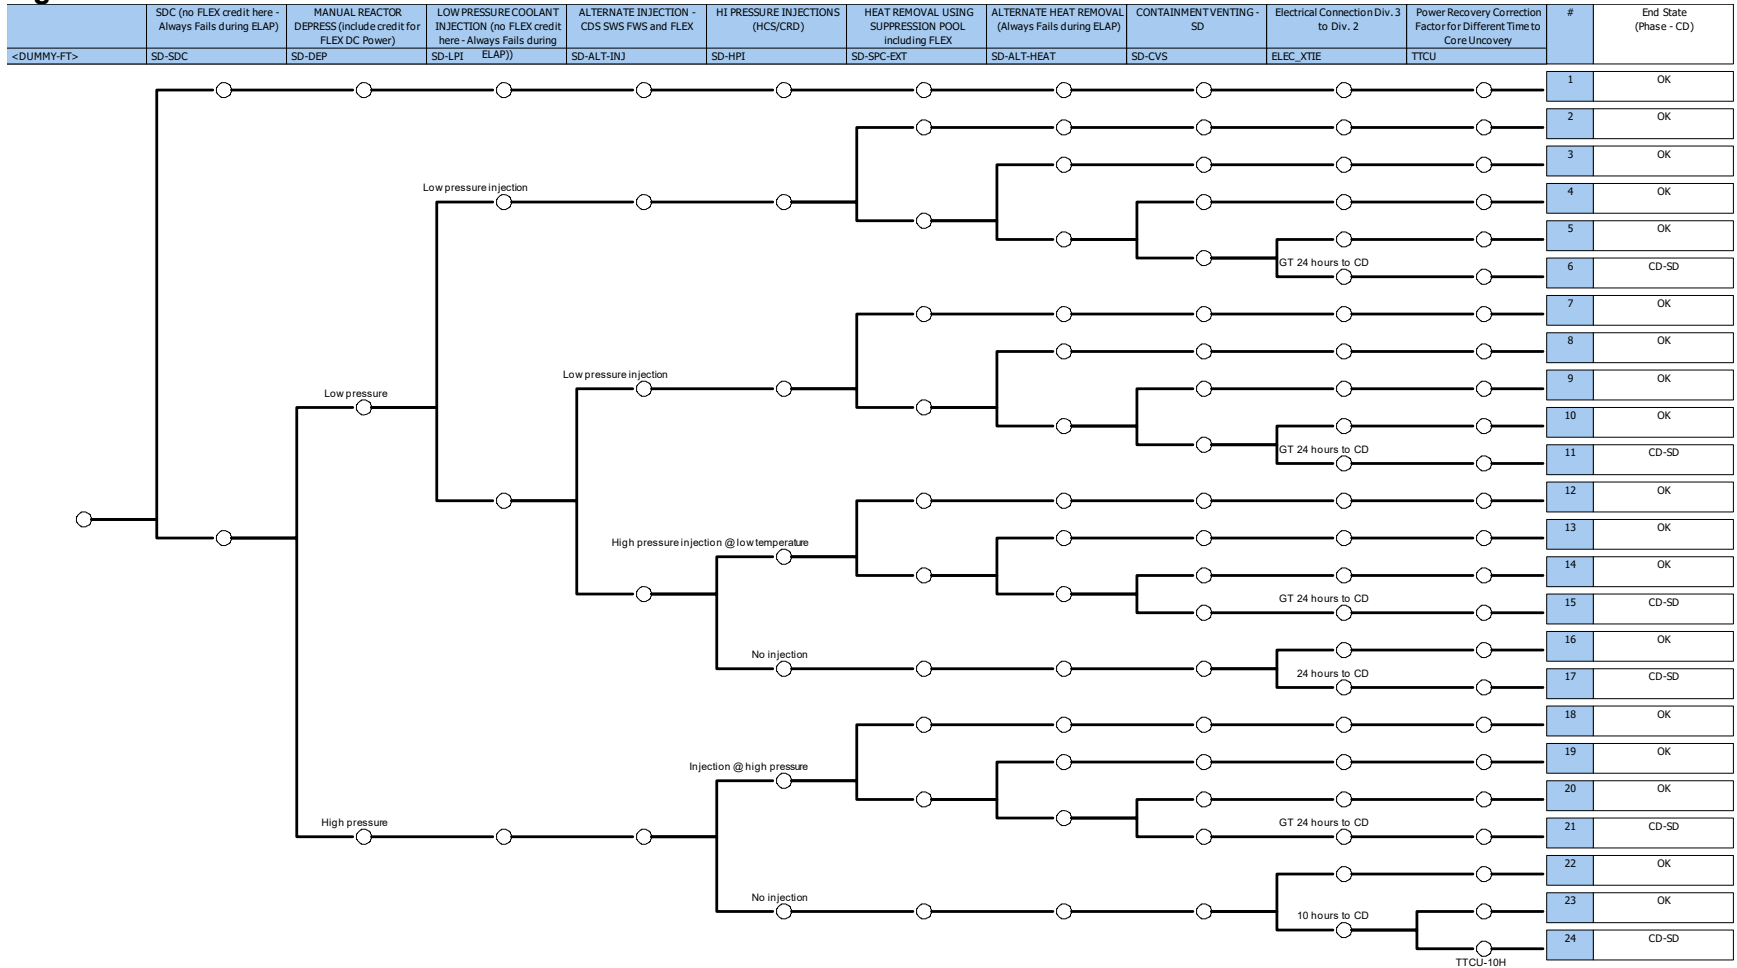 SDC (no FLEX credit here -
Always Fails during ELAP)
MANUAL REACTOR
DEPRESS (include credit for
FLEX DC Power)
LOW PRESSURE COOLANT
INJECTION (no FLEX credit
here - Always Fails during
ELAP))
ALTERNATE INJECTION -
CDS SWS FWS and FLEX
HI PRESSURE INJECTIONS
(HCS/CRD)
HEAT REMOVAL USING
SUPPRESSION POOL
including FLEX
ALTERNATE HEAT REMOVAL
(Always Fails during ELAP)
CONTAINMENT VENTING -
SD
Electrical Connection Div. 3
to Div. 2
Power Recovery Correction
Factor for Different Time to
Core Uncovery
#
End State
(Phase - CD)
<DUMMY-FT>
SD-SDC
SD-DEP
SD-LPI
SD-ALT-INJ
SD-HPI
SD-SPC-EXT
SD-ALT-HEAT
SD-CVS
ELEC_XTIE
TTCU
1 OK
2 OK
3 OK
Low pressure injection
4 OK
5 OK
GT 24 hours to CD
6 CD-SD
7 OK
8 OK
Low pressure injection
9 OK
Low pressure
10 OK
GT 24 hours to CD
11 CD-SD
12 OK
13 OK
High pressure injection @ low temperature
14 OK
GT 24 hours to CD
15 CD-SD
16 OK
No injection
24 hours to CD
17 CD-SD
18 OK
19 OK
Injection @ high pressure
20 OK
High pressure
GT 24 hours to CD
21 CD-SD
22 OK
No injection
23 OK
10 hours to CD
24 CD-SD
TTCU-10H